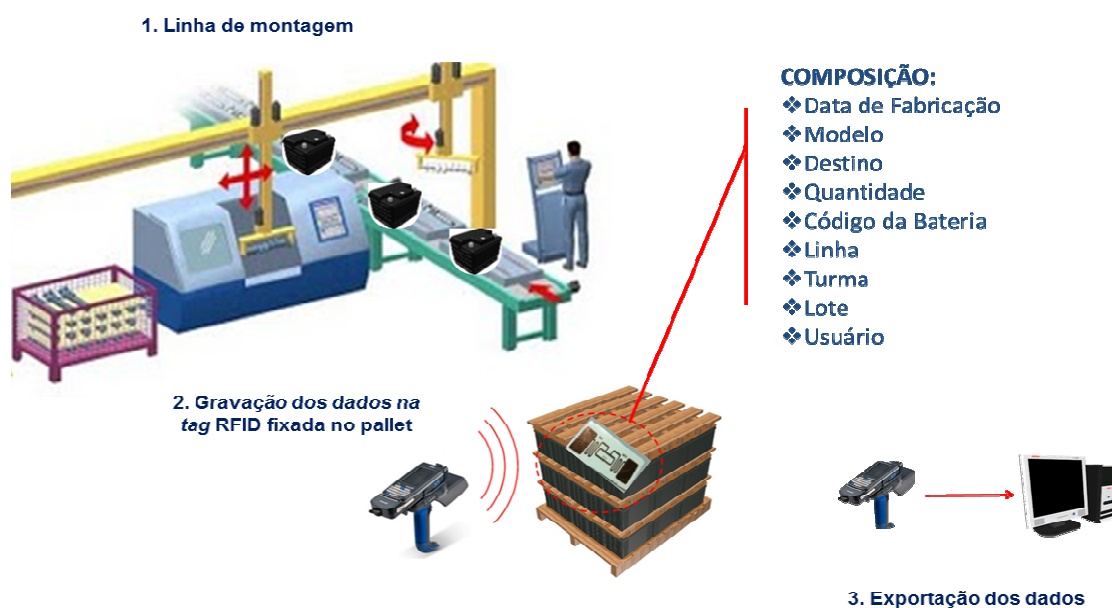 1. Linha de montagem
COMPOSIÇÃO:
❖Data de Fabricação
❖Modelo
❖Destino
❖Quantidade
❖Código da Bateria
❖Linha
❖Turma
❖Lote
❖Usuário
2. Gravação dos dados na
tag RFID fixada no pallet
3. Exportação dos dados